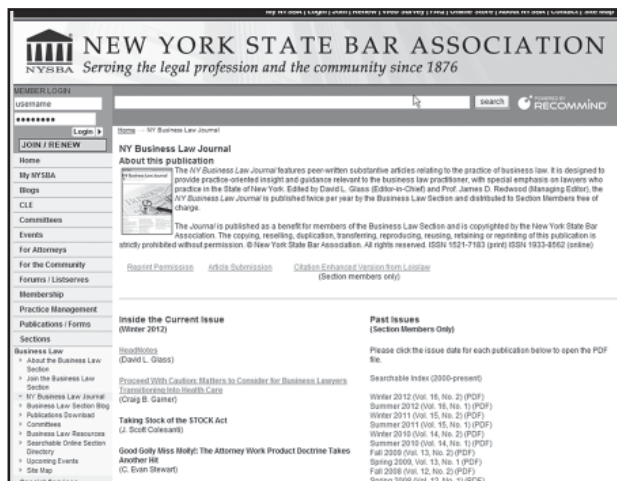 My NYSBA | Login | Join | Renew | Web Survey | FAQ | Online Store | About NYSBA | Contact | Site Map
NYSBA
NEW YORK STATE BAR ASSOCIATION
Serving the legal profession and the community since 1876
MEMBER LOGIN
username
Login
JOIN / RENEW
Home
My NYSBA
Blogs
CLE
Committees
Events
For Attorneys
For the Community
Forums / Listserves
Membership
Practice Management
Publications / Forms
Sections
Business Law
About the Business Law
Section
Join the Business Law
Section
NY Business Law Journal
Business Law Section Blog
Publications Download
Committees
Business Law Resources
Searchable Online Section
Directory
Upcoming Events
Site Map
search
POWERED BY
RECOMMIND
Home → NY Business Law Journal
NY Business Law Journal
About this publication
The NY Business Law Journal features peer-written substantive articles relating to the practice of business law. It is designed to
provide practice-oriented insight and guidance relevant to the business law practitioner, with special emphasis on lawyers who
practice in the State of New York. Edited by David L. Glass (Editor-in-Chief) and Prof. James D. Redwood (Managing Editor), the
NY Business Law Journal is published twice per year by the Business Law Section and distributed to Section Members free of
charge.
The Journal is published as a benefit for members of the Business Law Section and is copyrighted by the New York State Bar
Association. The copying, reselling, duplication, transferring, reproducing, reusing, retaining or reprinting of this publication is
strictly prohibited without permission. © New York State Bar Association. All rights reserved. ISSN 1521-7183 (print) ISSN 1933-8562 (online)
Reprint Permission
Article Submission
Citation Enhanced Version from Loislaw
(Section members only)
Inside the Current Issue
(Winter 2012)
HeadNotes
(David L. Glass)
Proceed With Caution: Matters to Consider for Business Lawyers
Transitioning Into Health Care
(Craig B. Garner)
Taking Stock of the STOCK Act
(J. Scott Colesanti)
Good Golly Miss Molly!: The Attorney Work Product Doctrine Takes
Another Hit
(C. Evan Stewart)
Past Issues
(Section Members Only)
Please click the issue date for each publication below to open the PDF
file.
Searchable Index (2000-present)
Winter 2012 (Vol. 16, No. 2) (PDF)
Summer 2012 (Vol. 16, No. 1) (PDF)
Winter 2011 (Vol. 15, No. 2) (PDF)
Summer 2011 (Vol. 15, No. 1) (PDF)
Winter 2010 (Vol. 14, No. 2) (PDF)
Summer 2010 (Vol. 14, No. 1) (PDF)
Fall 2009 (Vol. 13, No. 2) (PDF)
Spring 2009, Vol. 13, No. 1 (PDF)
Fall 2008 (Vol. 12, No. 2) (PDF)